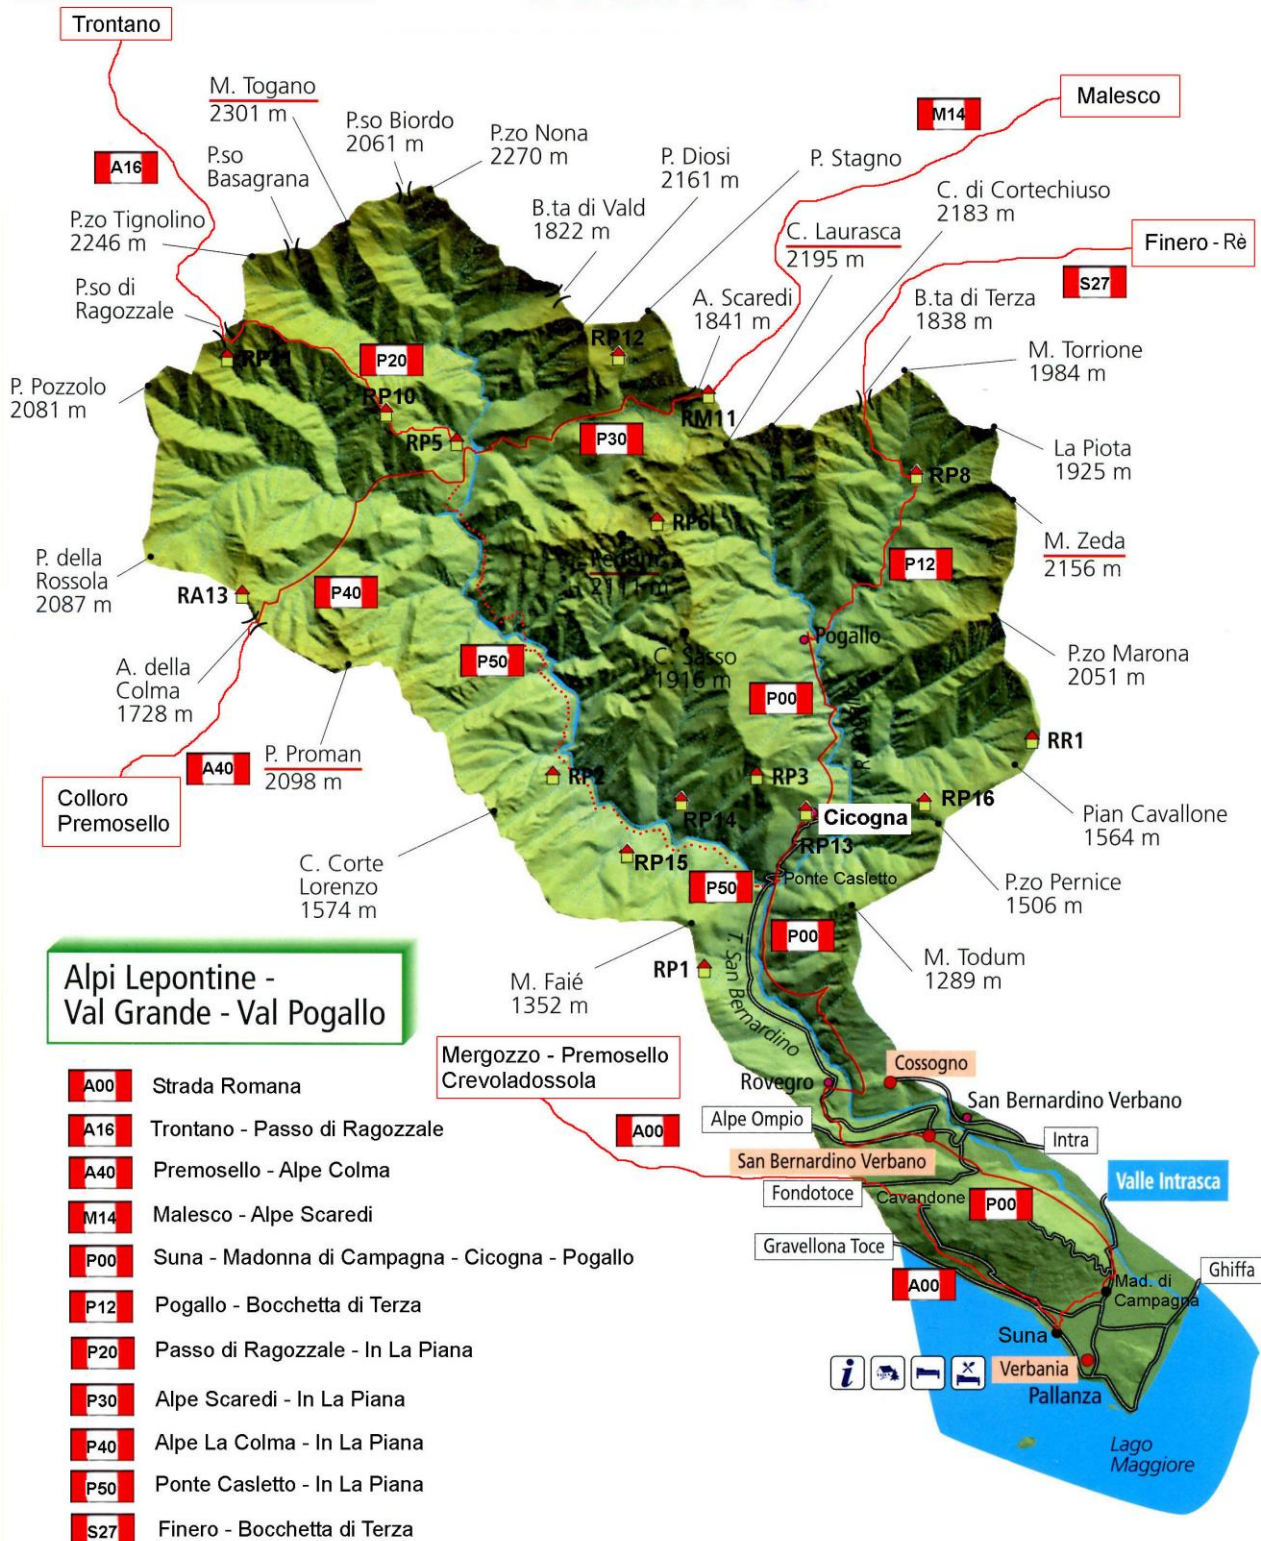 Trontano
M. Togano
2301 m
P.so Biordo
2061 m
P.zo Nona
2270 m
M14
Malesco
A16
P.so
Basagrana
P. Diosi
2161 m
P. Stagno
C. di Cortechiuso
2183 m
P.zo Tignolino
2246 m
B.ta di Vald
1822 m
C. Laurasca
2195 m
Finero - Rè
S27
P.so di
Ragozzale
A. Scaredi
1841 m
B.ta di Terza
1838 m
RP11
P20
RP12
M. Torrione
1984 m
P. Pozzolo
2081 m
RP10
RM11
RP5
P30
La Piota
1925 m
RP8
RP6
M. Zeda
2156 m
P. della
Rossola
2087 m
Pedum
2111 m
P12
RA13
P40
Pogallo
P50
C. Sasso
1916 m
P.zo Marona
2051 m
A. della
Colma
1728 m
P00
RR1
A40
P. Proman
2098 m
RP2
RP3
RP16
Colloro
Premosello
RP14
Cicogna
Pian Cavallone
1564 m
RP13
C. Corte
Lorenzo
1574 m
RP15
P50
Ponte Casletto
P.zo Pernice
1506 m
P00
M. Todum
1289 m
M. Faié
1352 m
RP1
T. San Bernardino
Alpi Lepontine -
Val Grande - Val Pogallo
Mergozzo - Premosello
Crevoladossola
Rovegro
Cossogno
San Bernardino Verbano
Alpe Ompio
A00
Intra
San Bernardino Verbano
Valle Intrasca
Fondotoce
Cavandone
P00
Gravellona Toce
Ghiffa
A00
Mad. di
Campagna
Suna
i
Verbania
Pallanza
Lago
Maggiore
A00 Strada Romana
A16 Trontano - Passo di Ragozzale
A40 Premosello - Alpe Colma
M14 Malesco - Alpe Scaredi
P00 Suna - Madonna di Campagna - Cicogna - Pogallo
P12 Pogallo - Bocchetta di Terza
P20 Passo di Ragozzale - In La Piana
P30 Alpe Scaredi - In La Piana
P40 Alpe La Colma - In La Piana
P50 Ponte Casletto - In La Piana
S27 Finero - Bocchetta di Terza